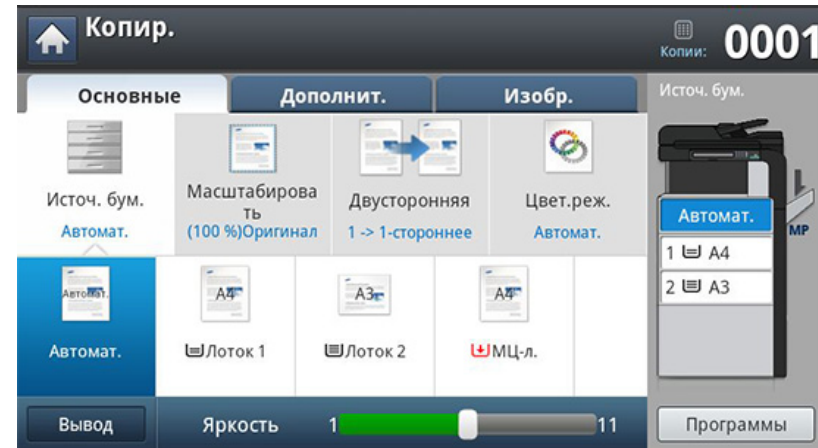 Копир.
Копии: 0001
Основные Дополнит. Изобр.
Источ. бум.
Источ. бум. Масштабирова
ть Двусторонняя Цвет.реж.
Автомат. (100 %)Оригинал 1 -> 1-стороннее Автомат.
Автомат.
MP
1 A4
2 A3
Автомат. A4 A3 A4
Автомат. Лоток 1 Лоток 2 МЦ-л.
Вывод Яркость 1 11 Программы